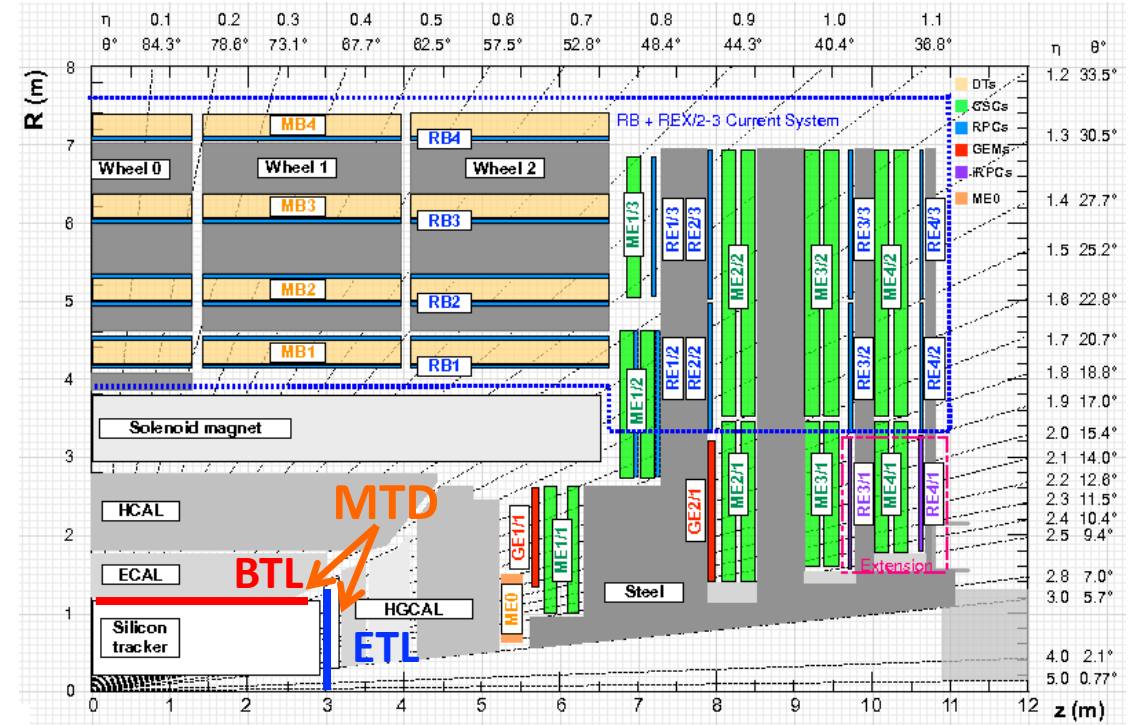 η 0.1 0.2 0.3 0.4 0.5 0.6 0.7 0.8 0.9 1.0 1.1
θ° 84.3° 78.6° 73.1° 67.7° 62.5° 57.5° 52.8° 48.4° 44.3° 40.4° 36.8° η θ°
R (m)
8
7
6
5
4
3
2
1
0
1.2 33.5°
1.3 30.5°
1.4 27.7°
1.5 25.2°
1.6 22.8°
1.7 20.7°
1.8 18.8°
1.9 17.0°
2.0 15.4°
2.1 14.0°
2.2 12.8°
2.3 11.5°
2.4 10.4°
2.5 9.4°
2.8 7.0°
3.0 5.7°
4.0 2.1°
5.0 0.77°
DTs
CSCs
RPCs
GEMs
iRPCs
ME0
RB + REX/2-3 Current System
MB4
RB4
Wheel 0
Wheel 1
Wheel 2
MB3
RB3
MB2
RB2
MB1
RB1
ME1/3
RE1/3
RE2/3
ME2/2
ME3/2
RE3/3
ME4/2
RE4/3
ME1/2
RE1/2
RE2/2
RE3/2
RE4/2
Solenoid magnet
HCAL
MTD
ECAL
BTL
HGCAL
Silicon
tracker
ETL
GE1/1
ME1/1
ME0
GE2/1
ME2/1
ME3/1
RE3/1
ME4/1
RE4/1
Extension
Steel
0 1 2 3 4 5 6 7 8 9 10 11 12 z (m)